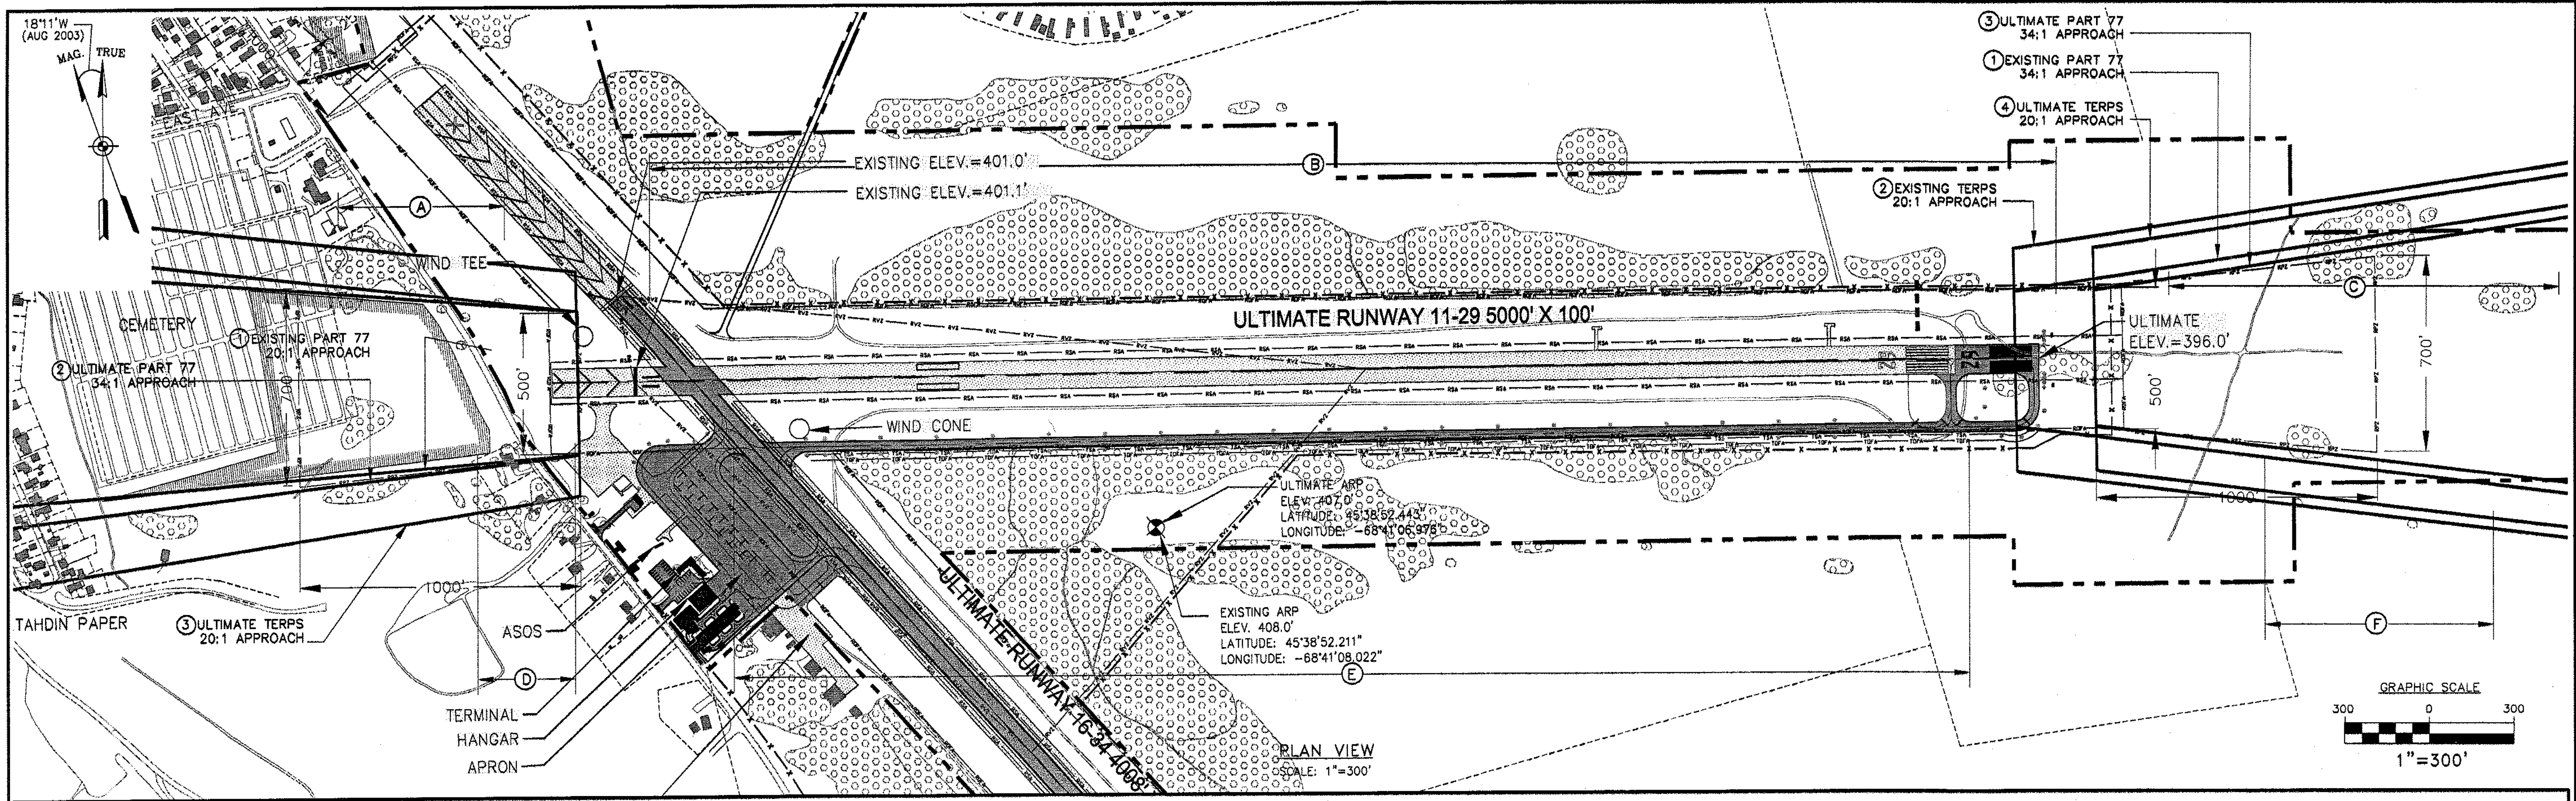 18°11'W
(AUG 2003)
MAG.
TRUE
EAST A
A
EXISTING ELEV.=401.0'
EXISTING ELEV.=401.1'
B
③ULTIMATE PART 77
34:1 APPROACH
①EXISTING PART 77
34:1 APPROACH
④ULTIMATE TERPS
20:1 APPROACH
②EXISTING TERPS
20:1 APPROACH
WIND TEE
CEMETERY
①EXISTING PART 77
20:1 APPROACH
②ULTIMATE PART 77
34:1 APPROACH
700'
500'
ULTIMATE RUNWAY 11-29 5000' X 100'
C
ULTIMATE
ELEV.=396.0'
29
29
700'
500'
WIND CONE
ULTIMATE ARP
ELEV. 407.0'
LATITUDE: 45°38'52.443"
LONGITUDE: -68°41'06.976"
1000'
1000'
TAHDIN PAPER
③ULTIMATE TERPS
20:1 APPROACH
D
ASOS
TERMINAL
HANGAR
APRON
EXISTING ARP
ELEV. 408.0'
LATITUDE: 45°38'52.211"
LONGITUDE: -68°41'08.022"
E
F
ULTIMATE RUNWAY 16-34 4008'
PLAN VIEW
SCALE: 1"=300'
GRAPHIC SCALE
300 0 300
1"=300'